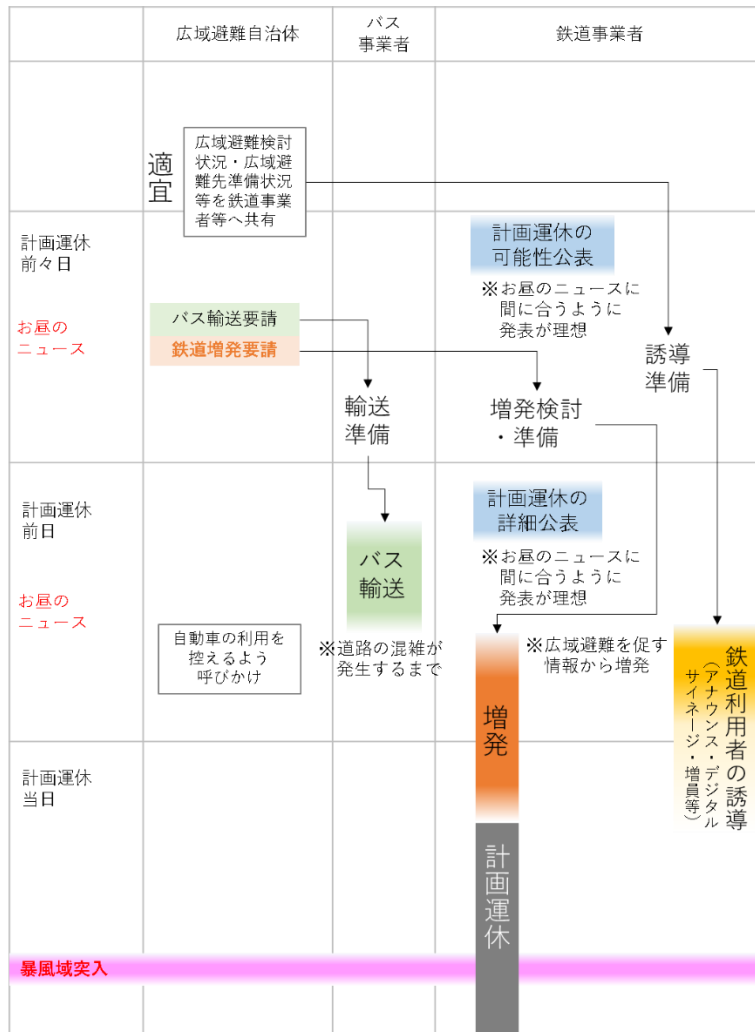 広域避難自治体
バス
事業者
鉄道事業者
適宜
広域避難検討
状況・広域避
難先準備状況
等を鉄道事業
者等へ共有
計画運休
前々日
計画運休の
可能性公表
※お昼のニュースに
間に合うように
発表が理想
お昼の
ニュース
バス輸送要請
鉄道増発要請
輸送
準備
増発検討
・準備
誘導
準備
計画運休
前日
計画運休の
詳細公表
※お昼のニュースに
間に合うように
発表が理想
お昼の
ニュース
バス
輸送
※道路の混雑が
発生するまで
自動車の利用を
控えるよう
呼びかけ
※広域避難を促す
情報から増発
増発
鉄道利用者の誘導
（アナウンス・デジタル
サイネージ・増員等）
計画運休
当日
計画運休
暴風域突入